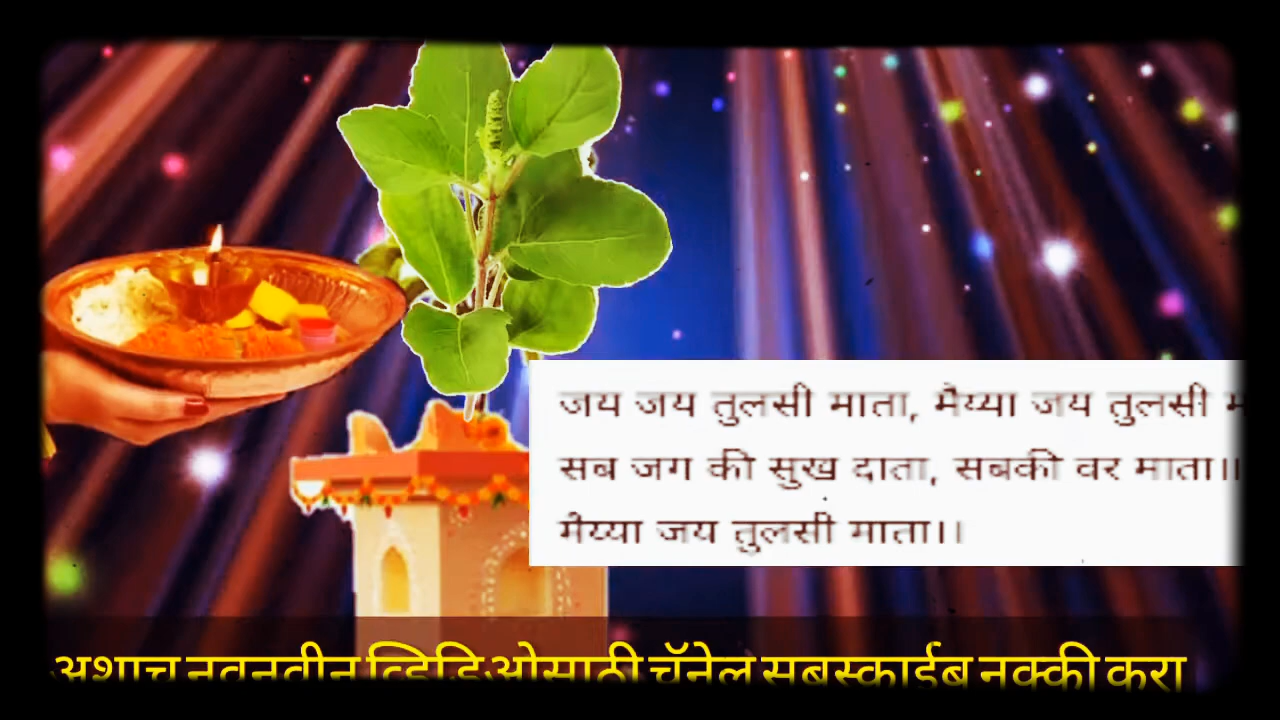 जय जय तुलसी माता, मैय्या जय तुलसी
सब जग की सुख दाता, सबकी वर माता।।
मैय्या जय तुलसी माता।।
अशाच नवनवीन व्हिडिओसाठी चॅनेल सबस्काईब नक्की करा